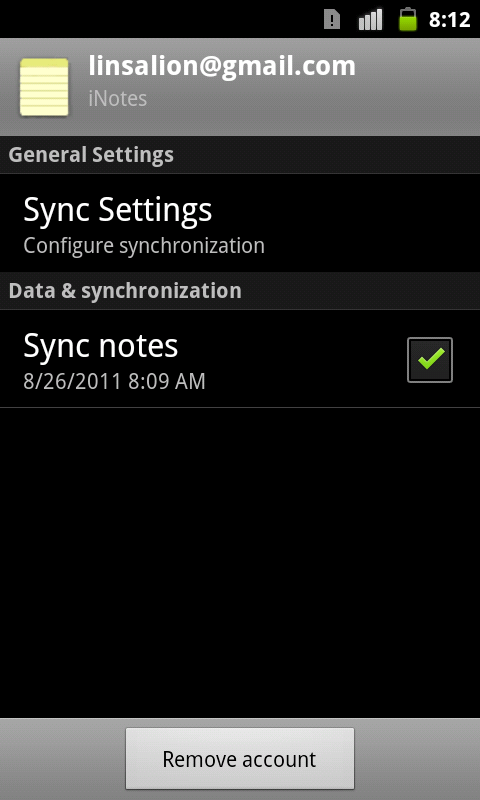 8:12
linsalion@gmail.com
iNotes
General Settings
Sync Settings
Configure synchronization
Data & synchronization
Sync notes
8/26/2011 8:09 AM
Remove account